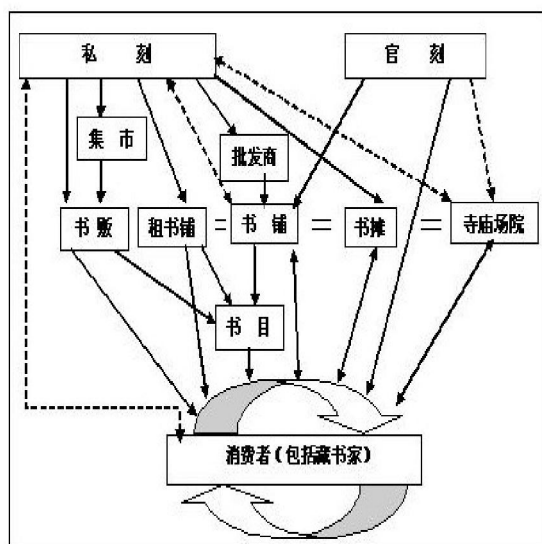 私 刻
官 刻
集 市
批发商
书 贩
租书铺
书 铺
书摊
寺庙场院
书 目
消费者(包括藏书家)